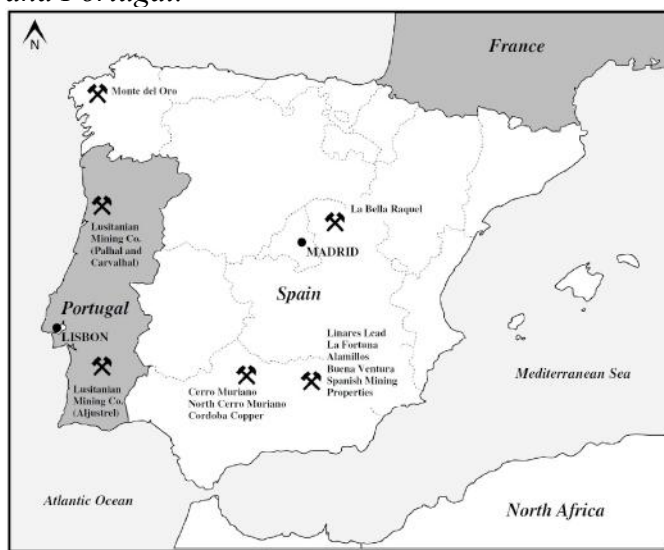 and Portugal.
N
France
Monte del Oro
La Bella Raquel
Lusitanian
Mining Co.
(Palhal and
Carvalhal)
MADRID
Portugal
Spain
LISBON
Linares Lead
La Fortuna
Alamillos
Buena Ventura
Spanish Mining
Properties
Mediterranean Sea
Lusitanian
Mining Co.
(Aljustrel)
Cerro Muriano
North Cerro Muriano
Cordoba Copper
Atlantic Ocean
North Africa